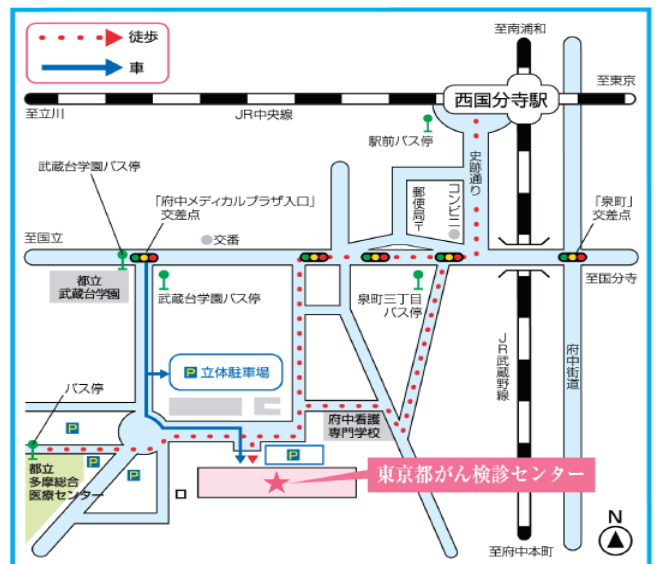 徒歩
車
至南浦和
至東京
西国分寺駅
至立川
JR中央線
駅前バス停
史跡通り
武蔵台学園バス停
「府中メディカルプラザ入口」
交差点
郵便局〒
コンビニ
「泉町」
交差点
至国立
交番
都立
武蔵台学園
武蔵台学園バス停
泉町三丁目
バス停
至国分寺
JR武蔵野線
府中街道
P 立体駐車場
バス停
P
府中看護
専門学校
P
P
P
都立
多摩総合
医療センター
東京都がん検診センター
N
至府中本町